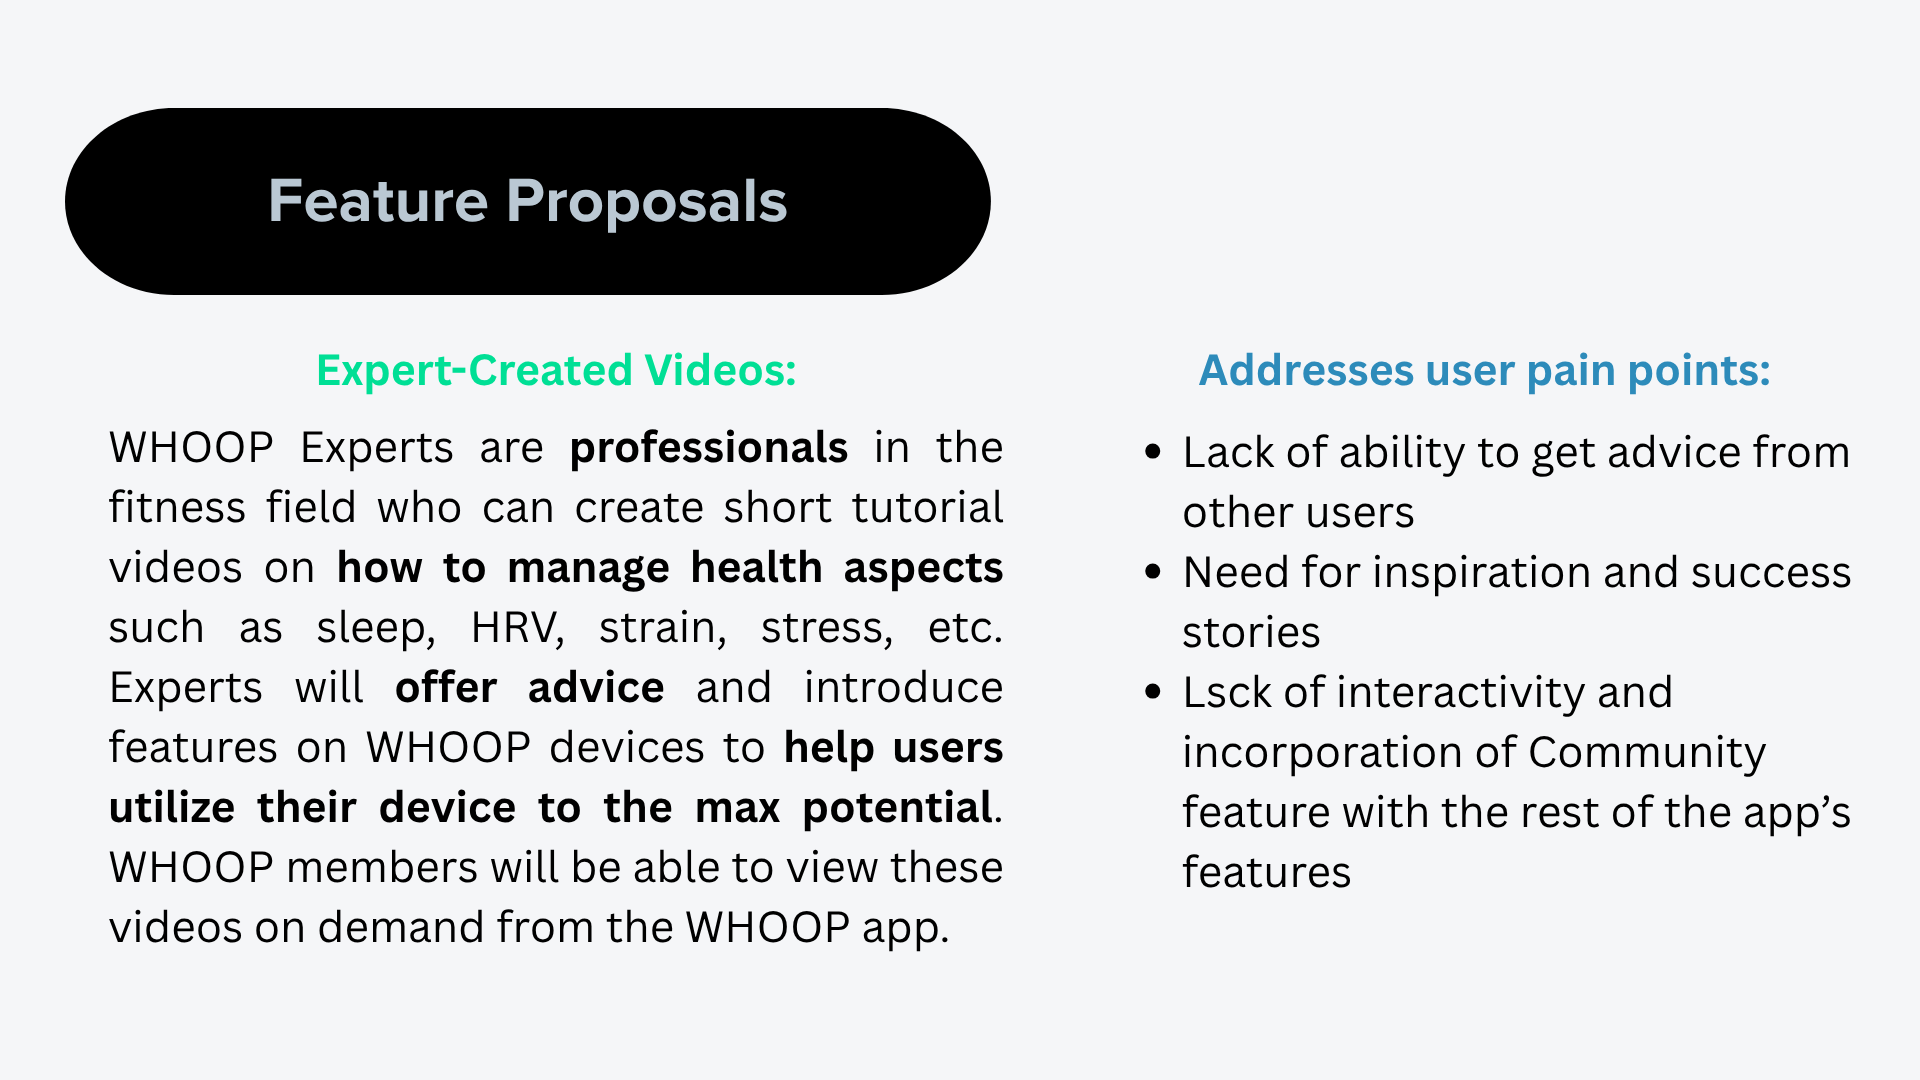 Feature Proposals
Expert-Created Videos:
WHOOP Experts are professionals in the
fitness field who can create short tutorial
videos on how to manage health aspects
such as sleep, HRV, strain, stress, etc.
Experts will offer advice and introduce
features on WHOOP devices to help users
utilize their device to the max potential.
WHOOP members will be able to view these
videos on demand from the WHOOP app.
Addresses user pain points:
• Lack of ability to get advice from
other users
• Need for inspiration and success
stories
• Lsck of interactivity and
incorporation of Community
feature with the rest of the app’s
features